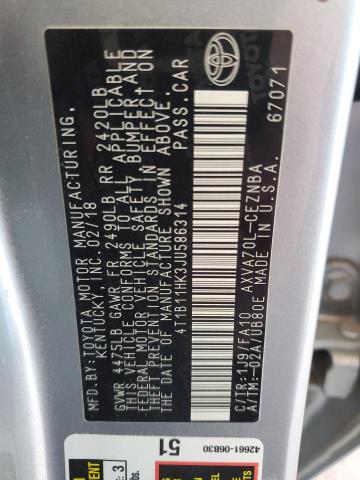 MFD.BY:TOYOTA MOTOR MANUFACTURING,
KENTUCKY, INC. 02/18
GVWR 4475LB GAWR FR 2490LB RR 2420LB
THIS VEHICLE CONFORMS TO ALL APPLICABLE
FEDERAL MOTOR VEHICLE SAFETY, BUMPER, AND
THEFT PREVENTION STANDARDS IN EFFECT ON
THE DATE OF MANUFACTURE SHOWN ABOVE.
4T1B11HK3JU586314 PASS.CAR
C/TR:1J9/FA10 AXVA70L-CEZNBA
A/TM:-02A/UB80E
67071
TOYOTA
42661-06B30
51